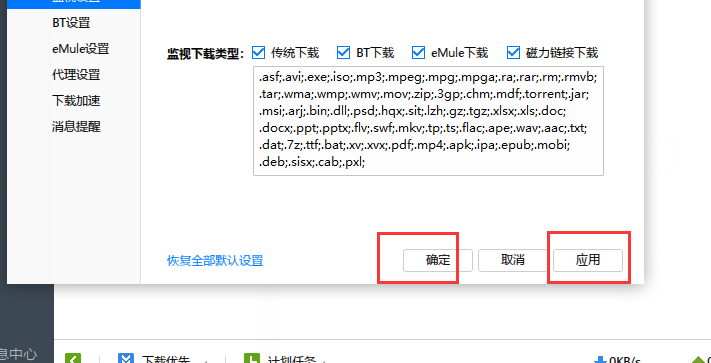 BT设置
eMule设置
代理设置
下载加速
消息提醒
监视下载类型： 传统下载 BT下载 eMule下载 磁力链接下载
.asf;.avi;.exe;.iso;.mp3;.mpeg;.mpg;.mpga;.ra;.rar;.rm;.rmvb;
.tar;.wma;.wmp;.wmv;.mov;.zip;.3gp;.chm;.mdf;.torrent;.jar;
.msi;.arj;.bin;.dll;.psd;.hqx;.sit;.lzh;.gz;.tgz;.xlsx;.xls;.doc;
.docx;.ppt;.pptx;.flv;.swf;.mkv;.tp;.ts;.flac;.ape;.wav;.aac;.txt;
.dat;.7z;.ttf;.bat;.xv;.xvx;.pdf;.mp4;.apk;.ipa;.epub;.mobi;
.deb;.sisx;.cab;.pxl;
恢复全部默认设置 确定 取消 应用
息中心 下载优先 计划任务 0KB/s